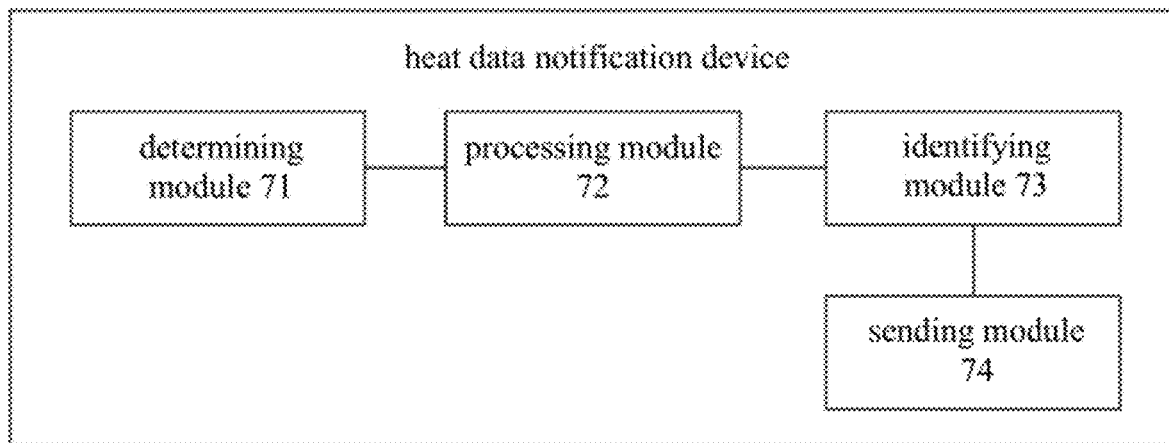 heat data notification device
determining
module 71
processing module
72
identifying
module 73
sending module
74